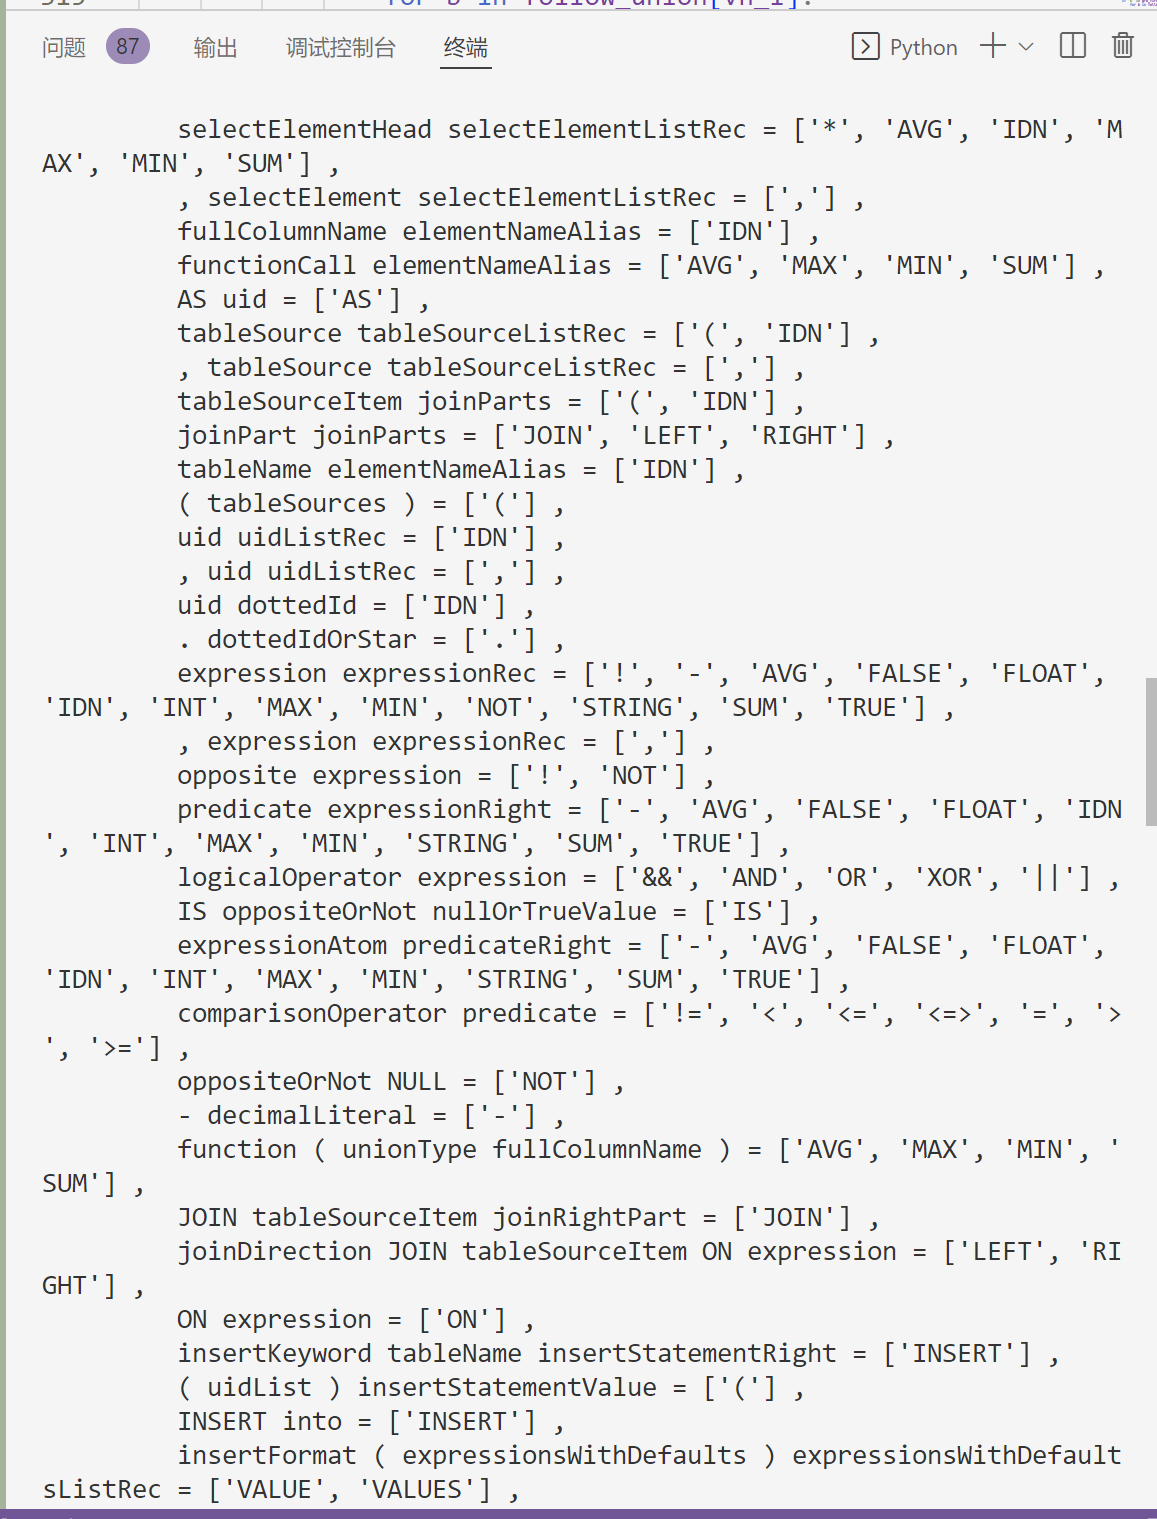 问题 87 输出 调试控制台 终端 Python
selectElementHead selectElementListRec = ['*', 'AVG', 'IDN', 'M
AX', 'MIN', 'SUM'] ,
, selectElement selectElementListRec = [','] ,
fullColumnName elementNameAlias = ['IDN'] ,
functionCall elementNameAlias = ['AVG', 'MAX', 'MIN', 'SUM'] ,
AS uid = ['AS'] ,
tableSource tableSourceListRec = ['(', 'IDN'] ,
, tableSource tableSourceListRec = [','] ,
tableSourceItem joinParts = ['(', 'IDN'] ,
joinPart joinParts = ['JOIN', 'LEFT', 'RIGHT'] ,
tableName elementNameAlias = ['IDN'] ,
( tableSources ) = ['('] ,
uid uidListRec = ['IDN'] ,
, uid uidListRec = [','] ,
uid dottedId = ['IDN'] ,
. dottedIdOrStar = ['.'] ,
expression expressionRec = ['!', '-', 'AVG', 'FALSE', 'FLOAT',
'IDN', 'INT', 'MAX', 'MIN', 'NOT', 'STRING', 'SUM', 'TRUE'] ,
, expression expressionRec = [','] ,
opposite expression = ['!', 'NOT'] ,
predicate expressionRight = ['-', 'AVG', 'FALSE', 'FLOAT', 'IDN
', 'INT', 'MAX', 'MIN', 'STRING', 'SUM', 'TRUE'] ,
logicalOperator expression = ['&&', 'AND', 'OR', 'XOR', '||'] ,
IS oppositeOrNot nullOrTrueValue = ['IS'] ,
expressionAtom predicateRight = ['-', 'AVG', 'FALSE', 'FLOAT',
'IDN', 'INT', 'MAX', 'MIN', 'STRING', 'SUM', 'TRUE'] ,
comparisonOperator predicate = ['!=', '<', '<=', '<=>', '=', '>
', '>='] ,
oppositeOrNot NULL = ['NOT'] ,
- decimalLiteral = ['-'] ,
function ( unionType fullColumnName ) = ['AVG', 'MAX', 'MIN', '
SUM'] ,
JOIN tableSourceItem joinRightPart = ['JOIN'] ,
joinDirection JOIN tableSourceItem ON expression = ['LEFT', 'RI
GHT'] ,
ON expression = ['ON'] ,
insertKeyword tableName insertStatementRight = ['INSERT'] ,
( uidList ) insertStatementValue = ['('] ,
INSERT into = ['INSERT'] ,
insertFormat ( expressionsWithDefaults ) expressionsWithDefault
sListRec = ['VALUE', 'VALUES'] ,